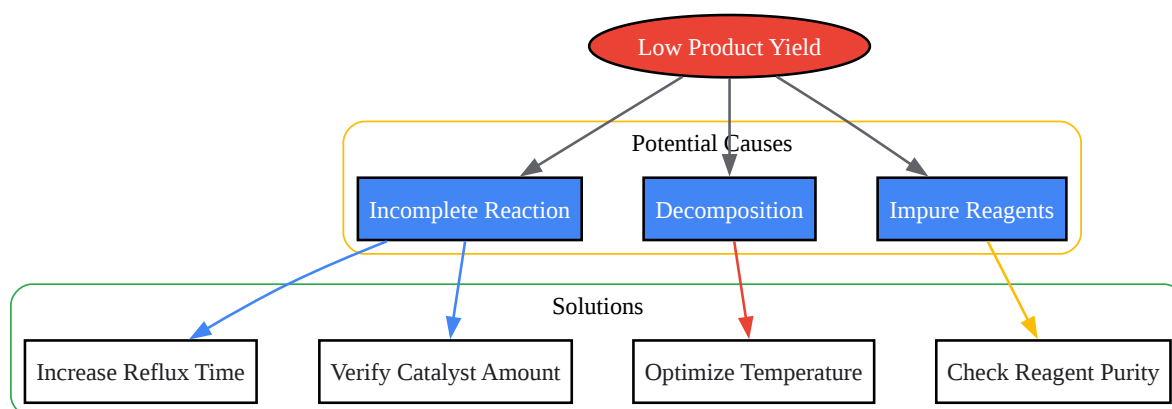 Low Product Yield
Potential Causes
Incomplete Reaction
Decomposition
Impure Reagents
Solutions
Increase Reflux Time
Verify Catalyst Amount
Optimize Temperature
Check Reagent Purity